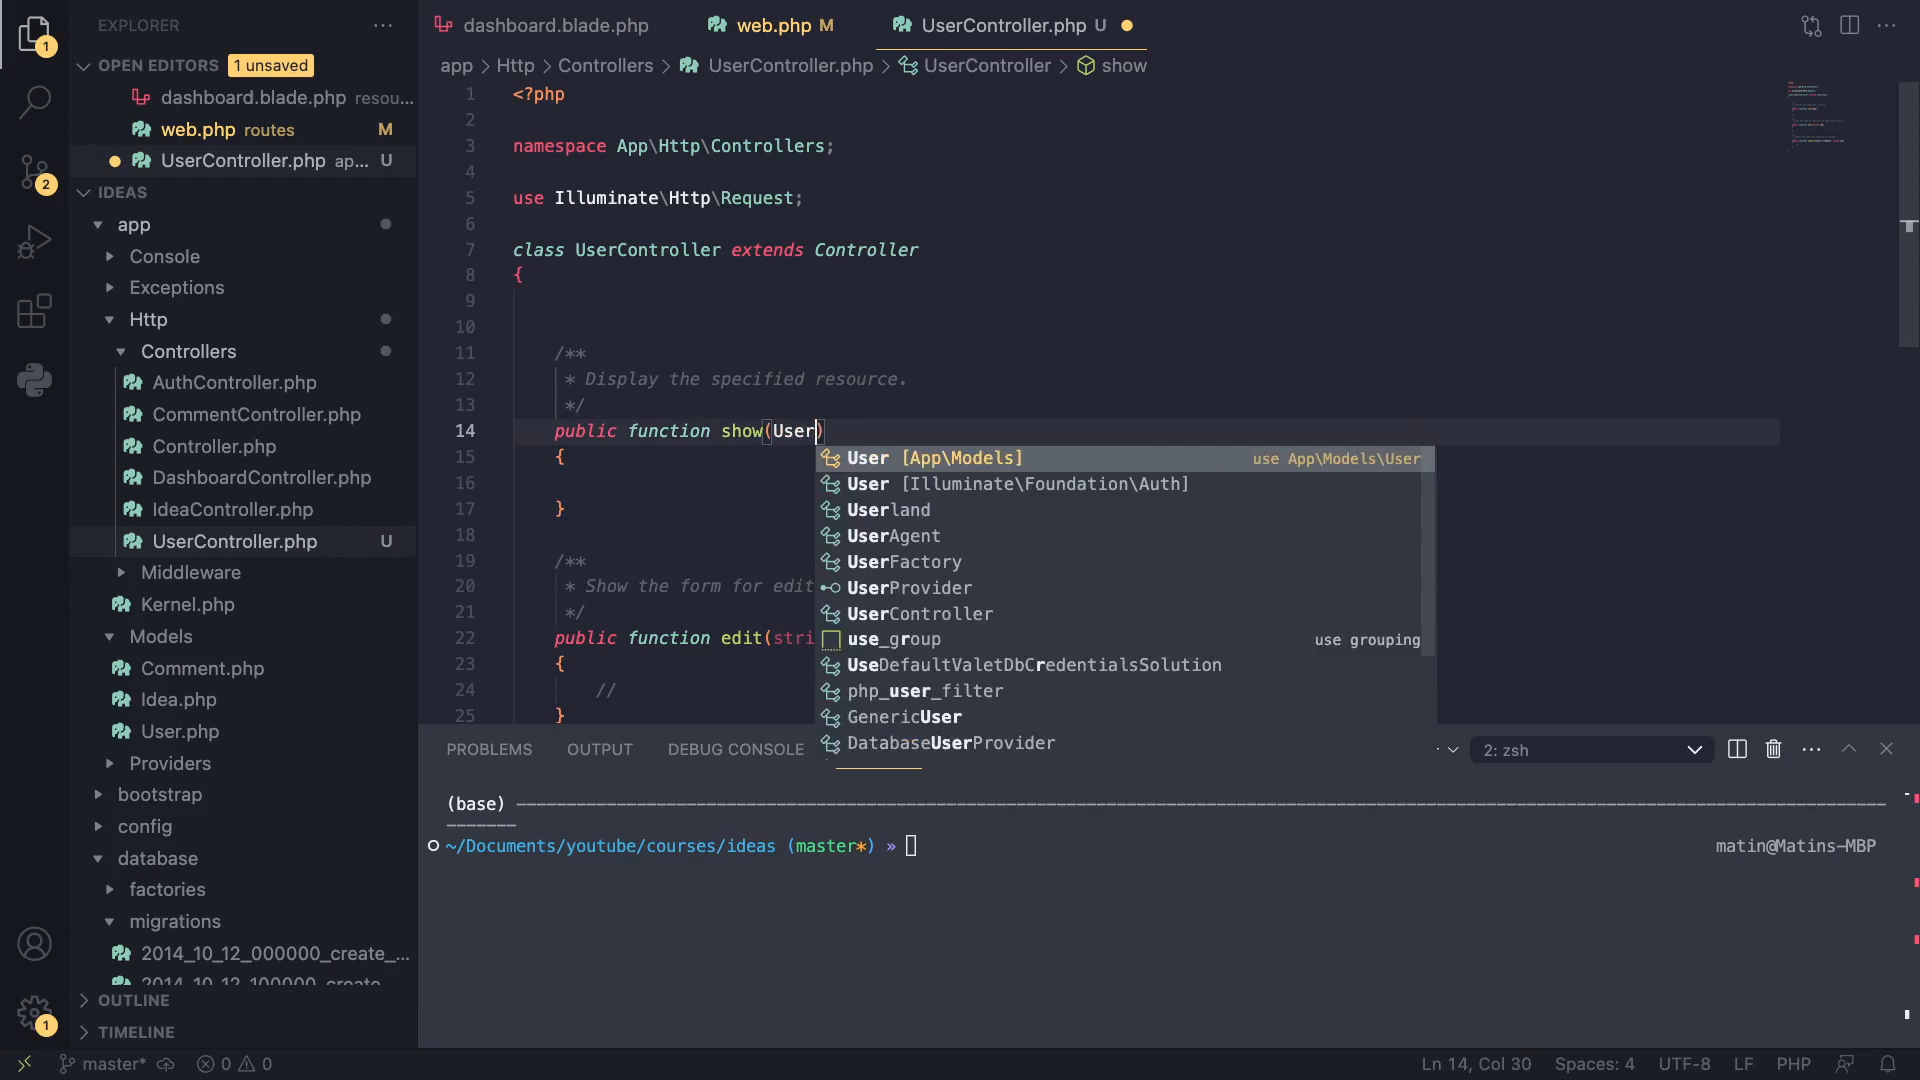 EXPLORER
OPEN EDITORS 1 unsaved
dashboard.blade.php resou...
web.php routes M
UserController.php ap... U
IDEAS
app
Console
Exceptions
Http
Controllers
AuthController.php
CommentController.php
Controller.php
DashboardController.php
IdeaController.php
UserController.php U
Middleware
Kernel.php
Models
Comment.php
Idea.php
User.php
Providers
bootstrap
config
database
factories
migrations
2014_10_12_000000_create_...
2014_10_12_100000_create
OUTLINE
TIMELINE
1
2
1
dashboard.blade.php web.php M UserController.php U
app > Http > Controllers > UserController.php > UserController > show
1 <?php
2
3 namespace App\Http\Controllers;
4
5 use Illuminate\Http\Request;
6
7 class UserController extends Controller
8 {
9
10
11 /**
12 * Display the specified resource.
13 */
14 public function show(User)
15 {
16
17 }
18
19 /**
20 * Show the form for edit
21 */
22 public function edit(stri
23 {
24 //
25 }
User [App\Models] use App\Models\User
User [Illuminate\Foundation\Auth]
Userland
UserAgent
UserFactory
UserProvider
UserController
use_group use grouping
UseDefaultValetDbCredentialsSolution
php_user_filter
GenericUser
DatabaseUserProvider
PROBLEMS OUTPUT DEBUG CONSOLE 2: zsh
(base)
~/Documents/youtube/courses/ideas (master*) » matin@Matins-MBP
master* 0 0 Ln 14, Col 30 Spaces: 4 UTF-8 LF PHP